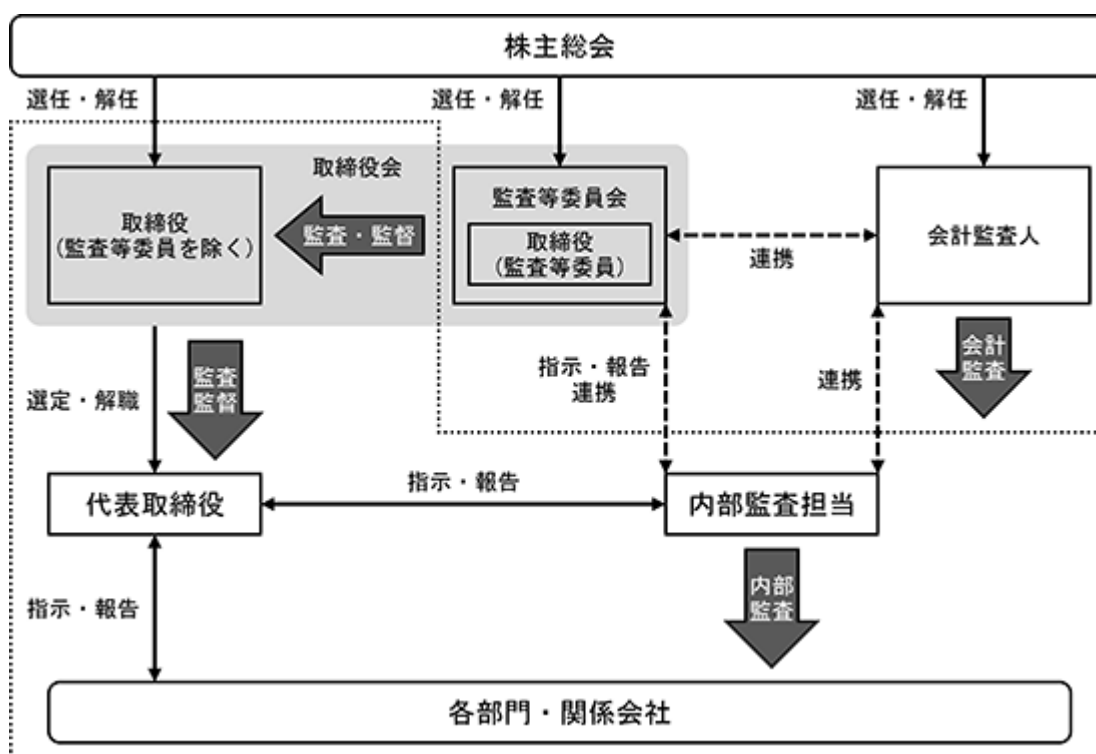 株主総会
選任・解任
選任・解任
選任・解任
取締役会
取締役
(監査等委員を除く)
監査・監督
監査等委員会
取締役
(監査等委員)
連携
会計監査人
選定・解職
監査
監督
指示・報告
連携
連携
会計
監査
代表取締役
指示・報告
内部監査担当
指示・報告
内部
監査
各部門・関係会社